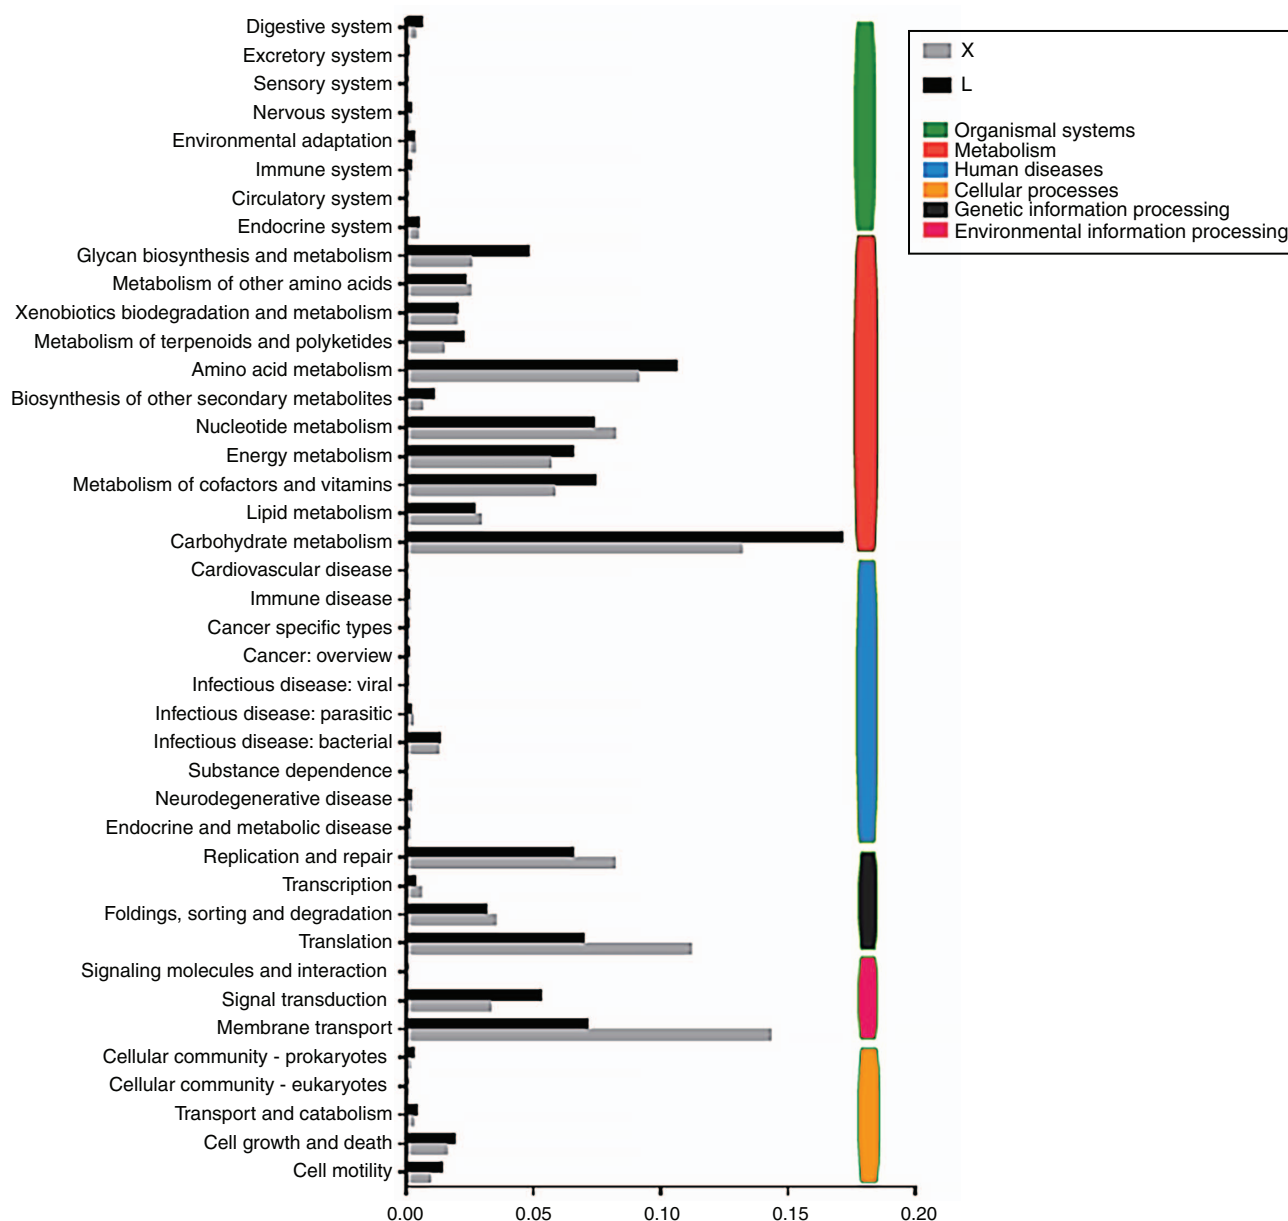 Digestive system
Excretory system
Sensory system
Nervous system
Environmental adaptation
Immune system
Circulatory system
Endocrine system
Glycan biosynthesis and metabolism
Metabolism of other amino acids
Xenobiotics biodegradation and metabolism
Metabolism of terpenoids and polyketides
Amino acid metabolism
Biosynthesis of other secondary metabolites
Nucleotide metabolism
Energy metabolism
Metabolism of cofactors and vitamins
Lipid metabolism
Carbohydrate metabolism
Cardiovascular disease
Immune disease
Cancer specific types
Cancer: overview
Infectious disease: viral
Infectious disease: parasitic
Infectious disease: bacterial
Substance dependence
Neurodegenerative disease
Endocrine and metabolic disease
Replication and repair
Transcription
Foldings, sorting and degradation
Translation
Signaling molecules and interaction
Signal transduction
Membrane transport
Cellular community - prokaryotes
Cellular community - eukaryotes
Transport and catabolism
Cell growth and death
Cell motility
0.00 0.05 0.10 0.15 0.20
X
L
Organismal systems
Metabolism
Human diseases
Cellular processes
Genetic information processing
Environmental information processing